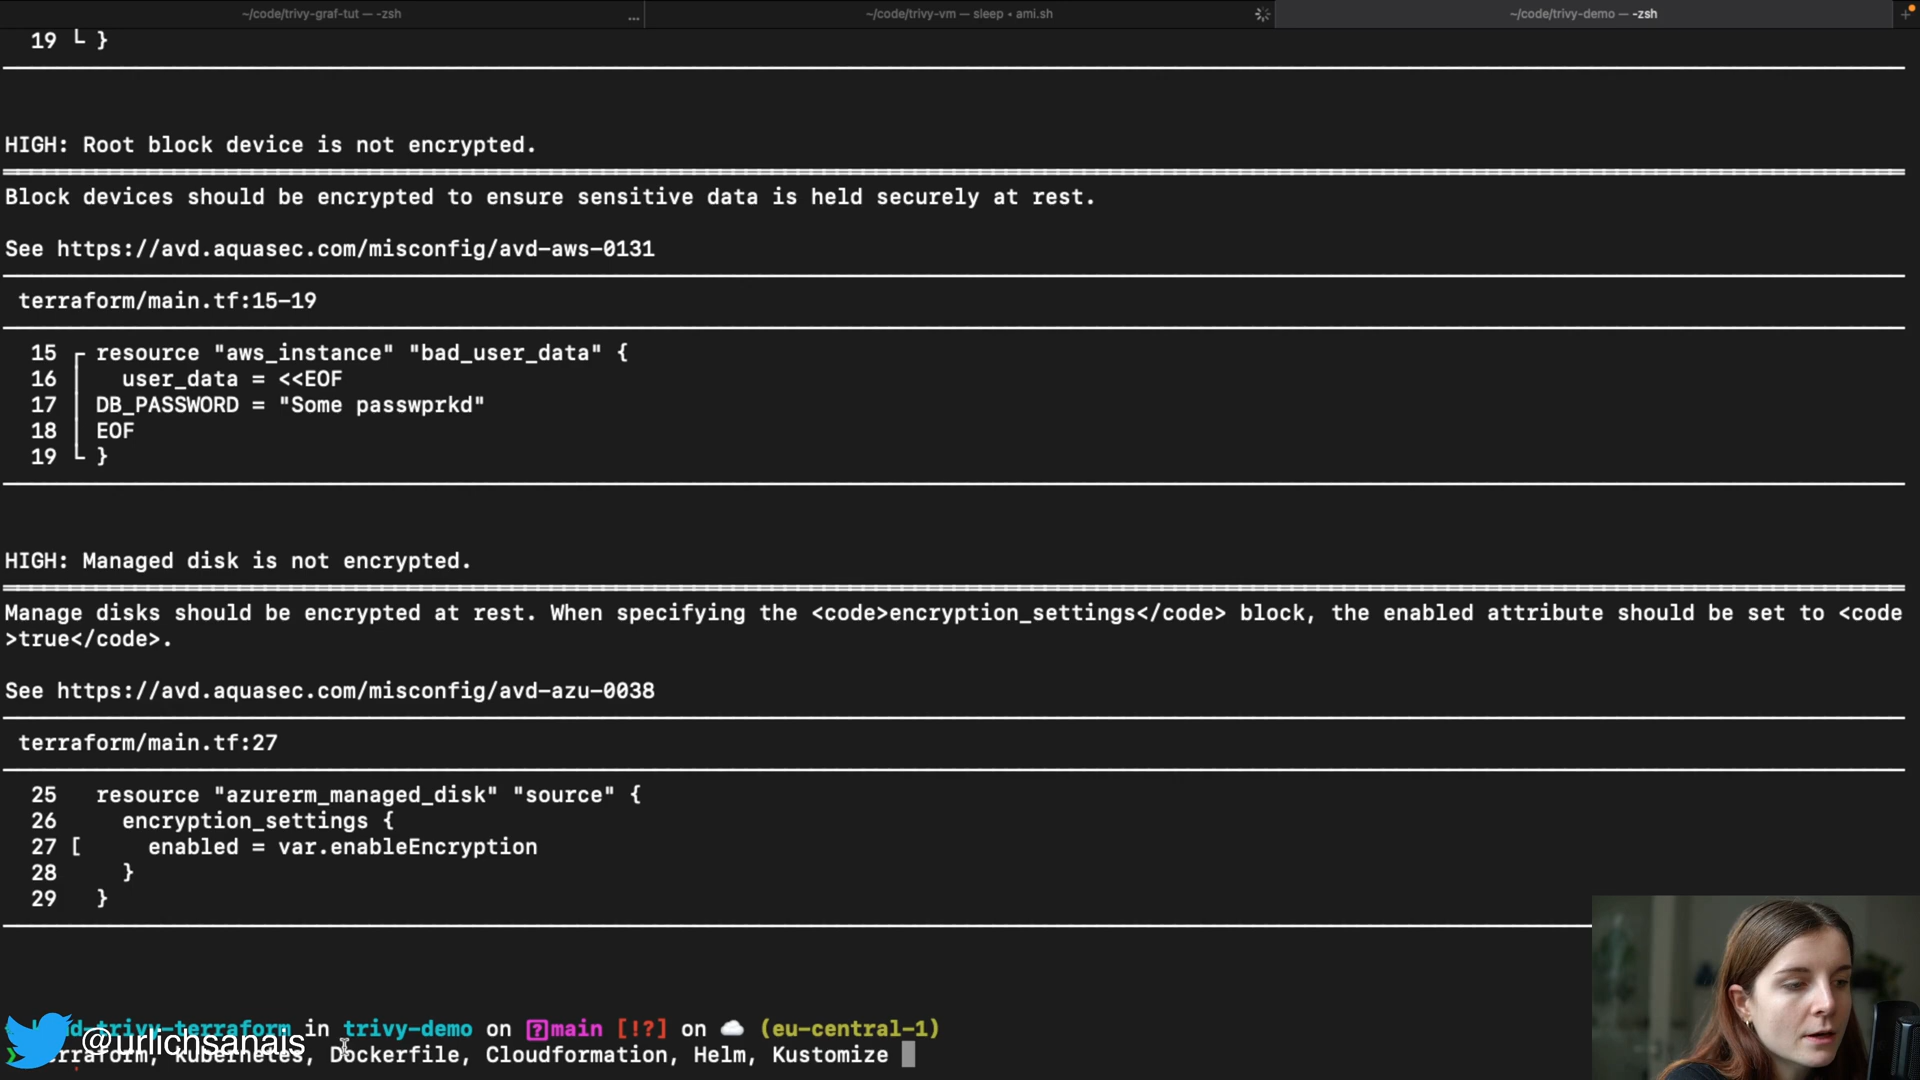 ~/code/trivy-graf-tut — -zsh
...
~/code/trivy-vm — sleep • ami.sh
~/code/trivy-demo — -zsh
+
19 └ }
HIGH: Root block device is not encrypted.
Block devices should be encrypted to ensure sensitive data is held securely at rest.
See https://avd.aquasec.com/misconfig/avd-aws-0131
terraform/main.tf:15-19
15 ┌ resource "aws_instance" "bad_user_data" {
16 │ user_data = <<EOF
17 │ DB_PASSWORD = "Some passwprkd"
18 │ EOF
19 └ }
HIGH: Managed disk is not encrypted.
Manage disks should be encrypted at rest. When specifying the <code>encryption_settings</code> block, the enabled attribute should be set to <code
>true</code>.
See https://avd.aquasec.com/misconfig/avd-azu-0038
terraform/main.tf:27
25 resource "azurerm_managed_disk" "source" {
26 encryption_settings {
27 [ enabled = var.enableEncryption
28 }
29 }
d-trivy-terraform in trivy-demo on [?]main [!?] on (eu-central-1)
@urlichsanais
rraform, Kubernetes, Dockerfile, Cloudformation, Helm, Kustomize